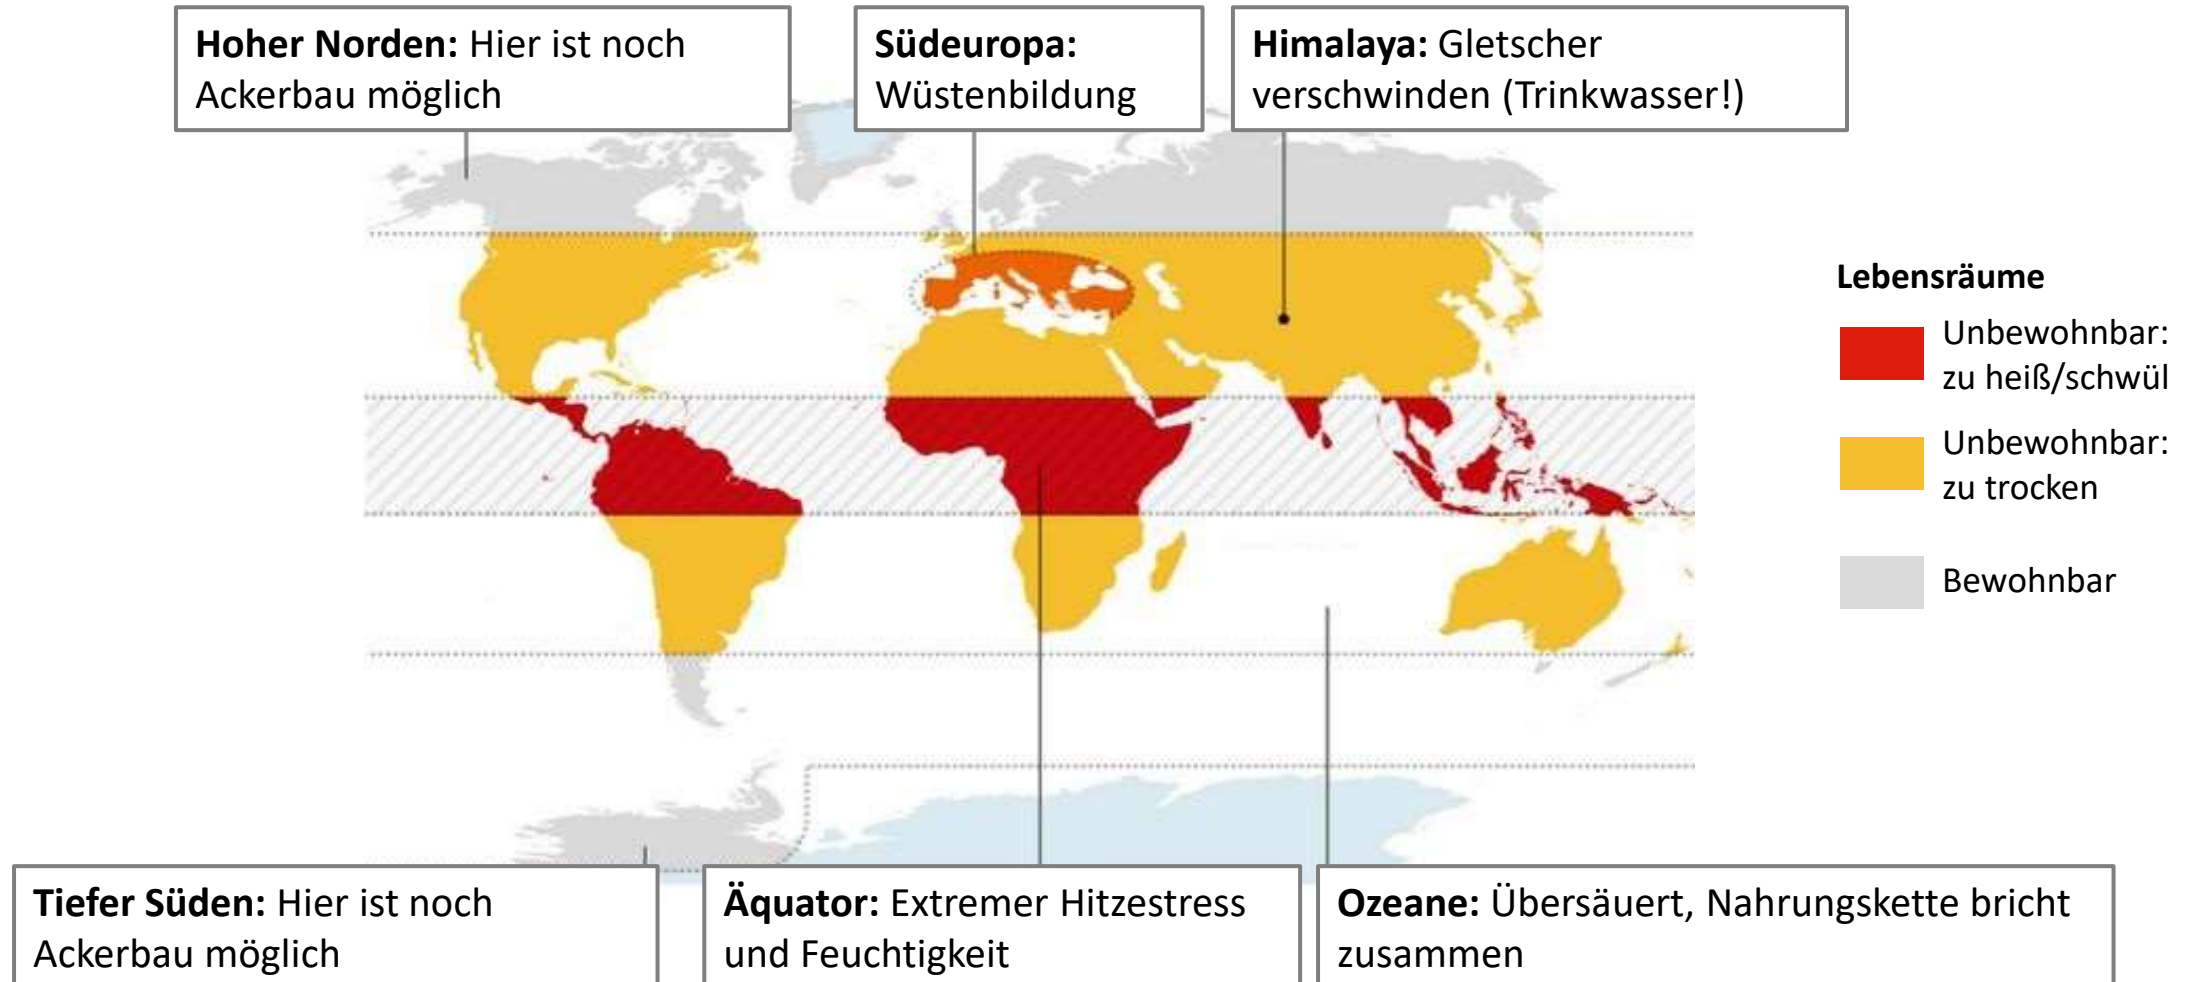 Hoher Norden: Hier ist noch
Ackerbau möglich
Südeuropa:
Wüstenbildung
Himalaya: Gletscher
verschwinden (Trinkwasser!)
Lebensräume
Unbewohnbar:
zu heiß/schwül
Unbewohnbar:
zu trocken
Bewohnbar
Tiefer Süden: Hier ist noch
Ackerbau möglich
Äquator: Extremer Hitzestress
und Feuchtigkeit
Ozeane: Übersäuert, Nahrungskette bricht
zusammen